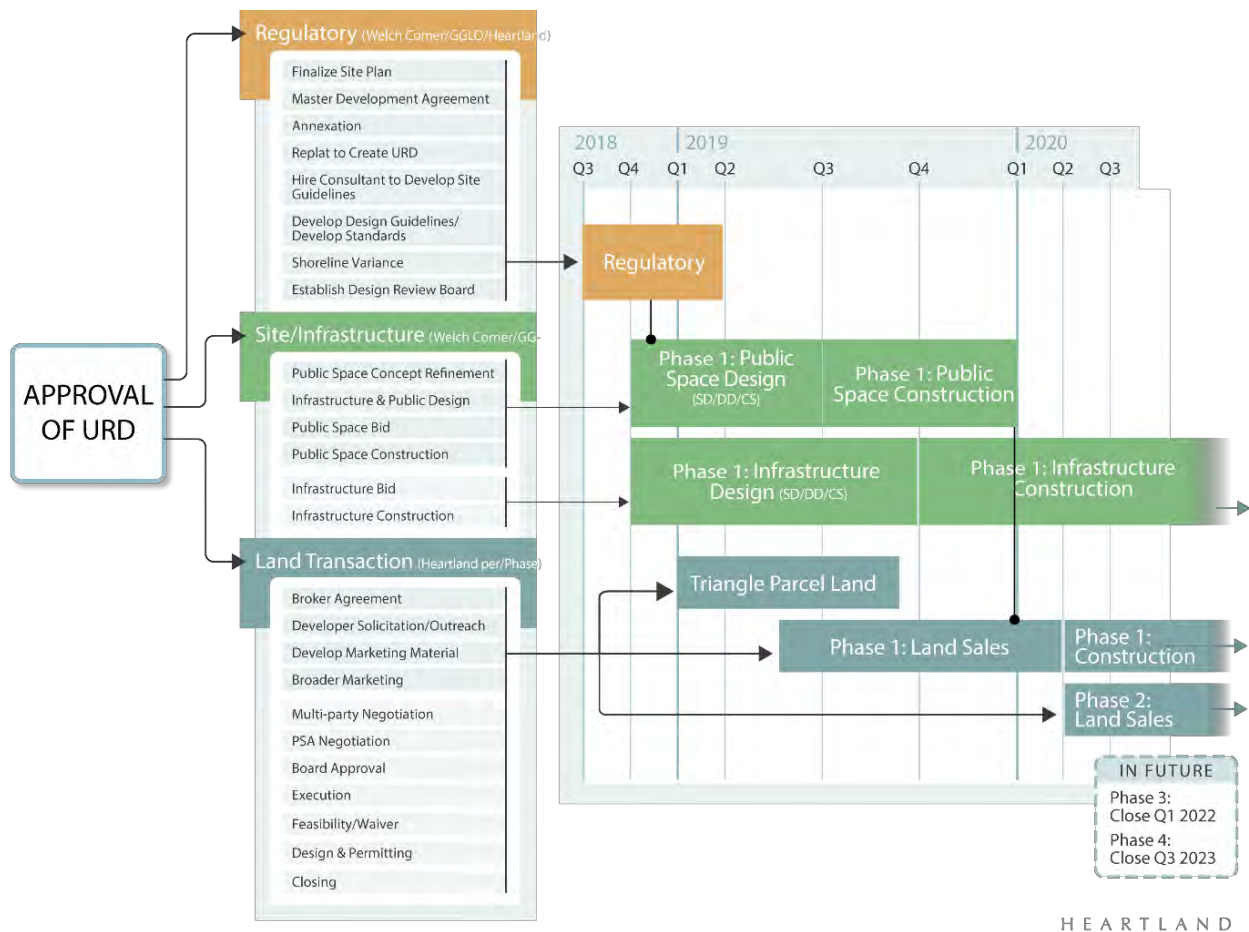 Regulatory (Welch Comer/GGLO/Heartland)
Finalize Site Plan
Master Development Agreement
Annexation
Replat to Create URD
Hire Consultant to Develop Site
Guidelines
Develop Design Guidelines/
Develop Standards
Shoreline Variance
Establish Design Review Board
Site/Infrastructure (Welch Comer/GG-
Public Space Concept Refinement
Infrastructure & Public Design
Public Space Bid
Public Space Construction
Infrastructure Bid
Infrastructure Construction
APPROVAL
OF URD
Land Transaction (Heartland per/Phase)
Broker Agreement
Developer Solicitation/Outreach
Develop Marketing Material
Broader Marketing
Multi-party Negotiation
PSA Negotiation
Board Approval
Execution
Feasibility/Waiver
Design & Permitting
Closing
2018 2019 2020
Q3 Q4 Q1 Q2 Q3 Q4 Q1 Q2 Q3
Regulatory
Phase 1: Public
Space Design
(SD/DD/CS)
Phase 1: Public
Space Construction
Phase 1: Infrastructure
Design (SD/DD/CS)
Phase 1: Infrastructure
Construction
Triangle Parcel Land
Phase 1: Land Sales
Phase 1:
Construction
Phase 2:
Land Sales
IN FUTURE
Phase 3:
Close Q1 2022
Phase 4:
Close Q3 2023
HEARTLAND